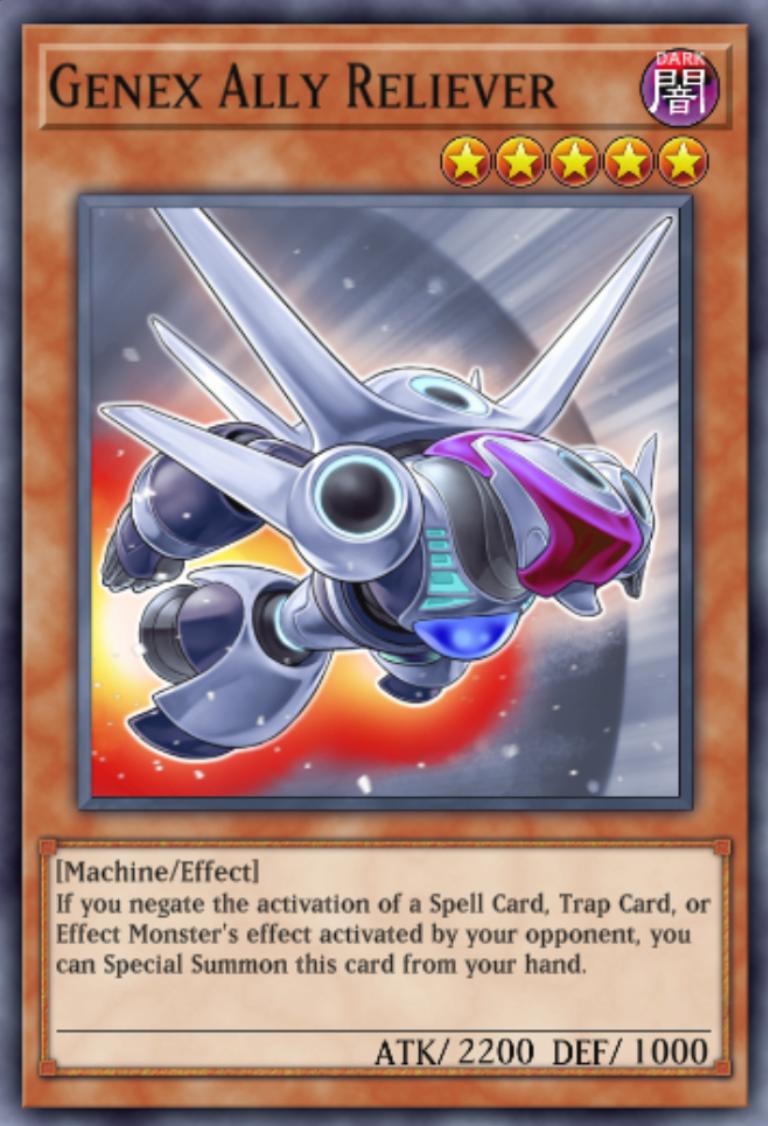 Genex Ally Reliever
DARK
闇
[Machine/Effect]
If you negate the activation of a Spell Card, Trap Card, or
Effect Monster's effect activated by your opponent, you
can Special Summon this card from your hand.
ATK/ 2200 DEF/ 1000